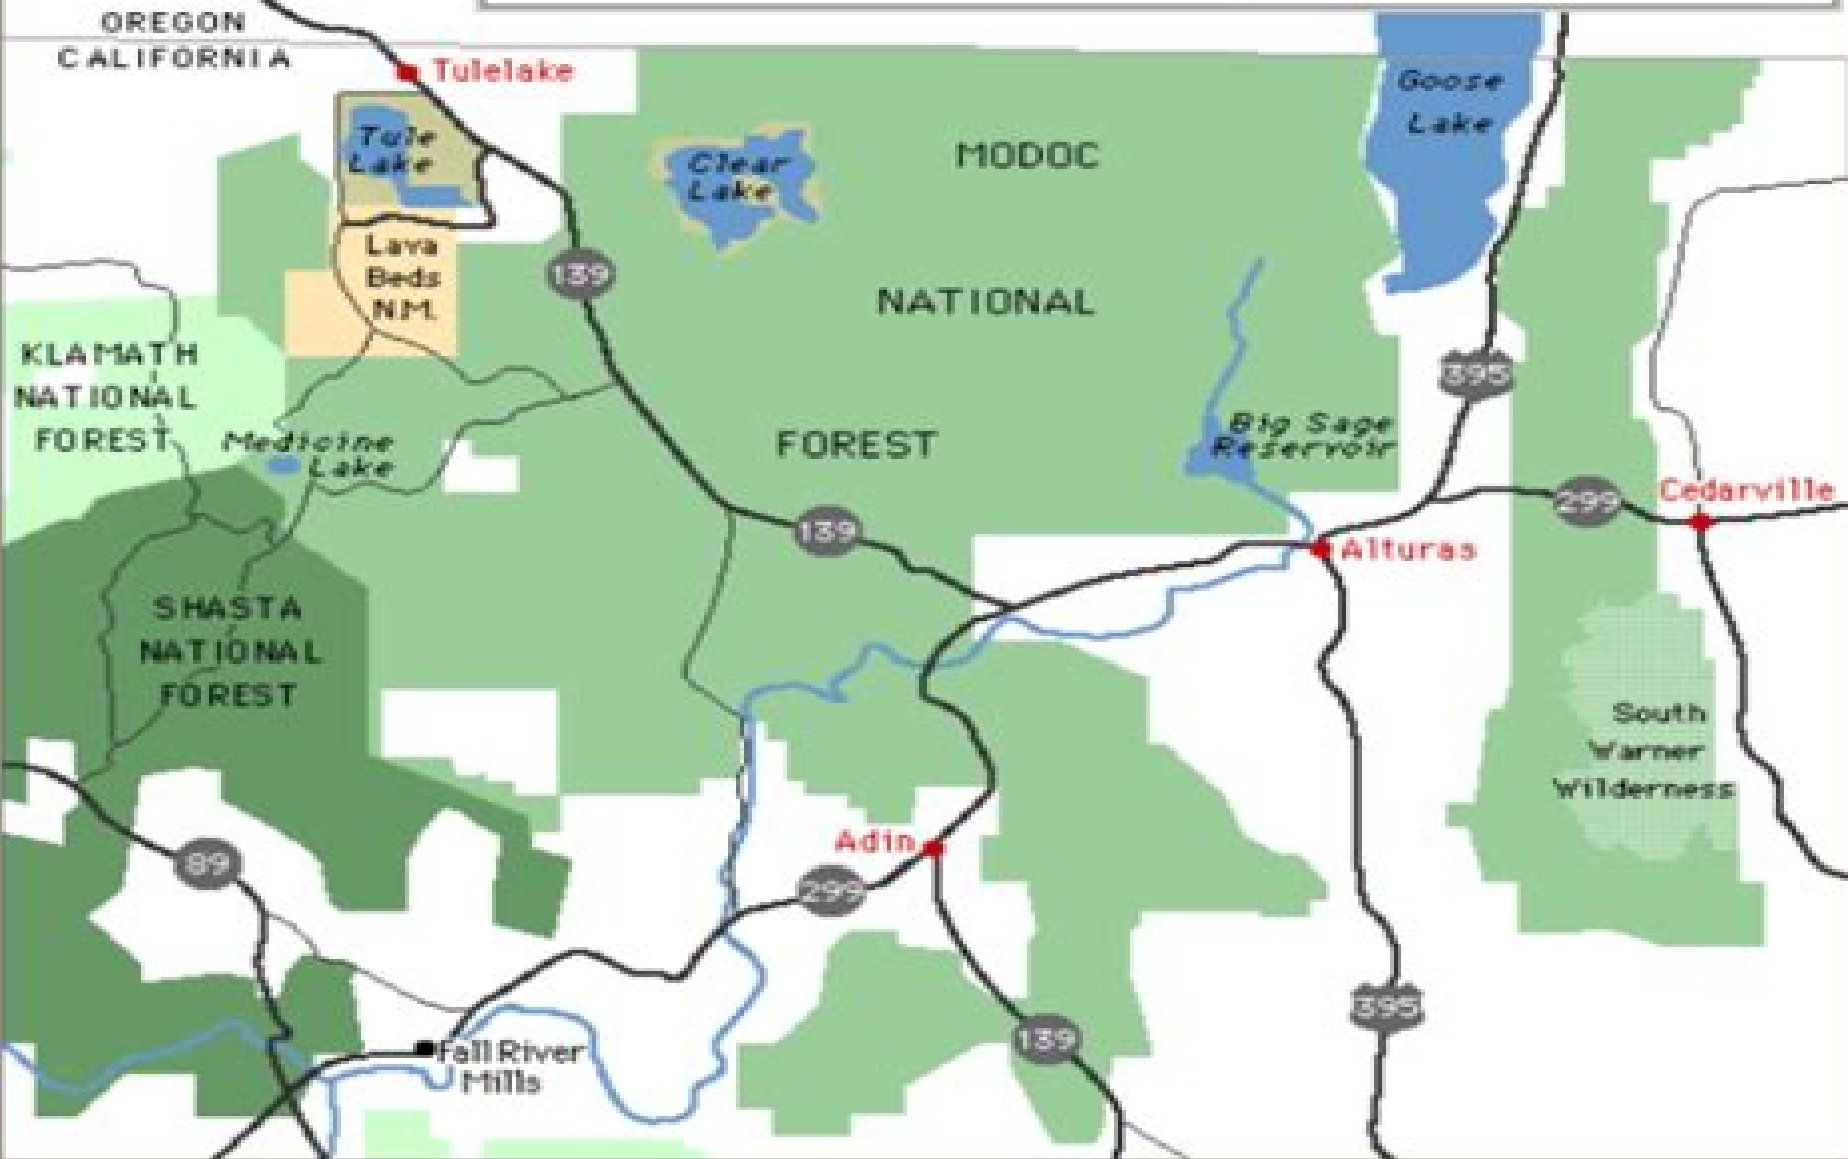 OREGON
CALIFORNIA
Tulelake
Tule
Lake
Clear
Lake
MODOC
Goose
Lake
Lava
Beds
N.M.
139
NATIONAL
KLAMATH
NATIONAL
FOREST
Medicine
Lake
FOREST
Big Sage
Reservoir
395
299
Cedarville
139
Alturas
SHASTA
NATIONAL
FOREST
South
Warner
Wilderness
89
Adin
299
139
395
Fall River
Mills